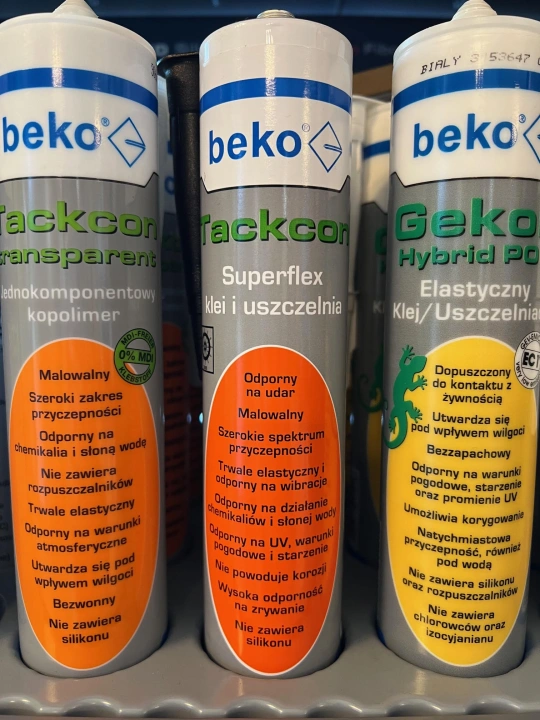 beko®
Tackcon
transparent
Jednokomponentowy
kopolimer
MDI-FREIER
0% MDI
KLEBSTOFF
Malowalny
Szeroki zakres
przyczepności
Odporny na
chemikalia i słoną wodę
Nie zawiera
rozpuszczalników
Trwale elastyczny
Odporny na warunki
atmosferyczne
Utwardza się pod
wpływem wilgoci
Bezwonny
Nie zawiera
silikonu
beko®
Tackcon
Superflex
klei i uszczelnia
Odporny
na udar
Malowalny
Szerokie spektrum
przyczepności
Trwale elastyczny i
odporny na wibracje
Odporny na działanie
chemikaliów i słonej wody
Odporny na UV, warunki
pogodowe i starzenie
Nie powoduje korozji
Wysoka odporność
na zrywanie
Nie zawiera
silikonu
BIALY
beko®
Geko
Hybrid PO
Elastyczny
Klej/Uszczelnia
EC
Dopuszczony
do kontaktu z
żywnością
Utwardza się
pod wpływem wilgoci
Bezzapachowy
Odporny na warunki
pogodowe, starzenie
oraz promienie UV
Umożliwia korygowanie
Natychmiastowa
przyczepność, również
pod wodą
Nie zawiera silikonu
oraz rozpuszczalników
Nie zawiera
chlorowców oraz
izocyjanianu